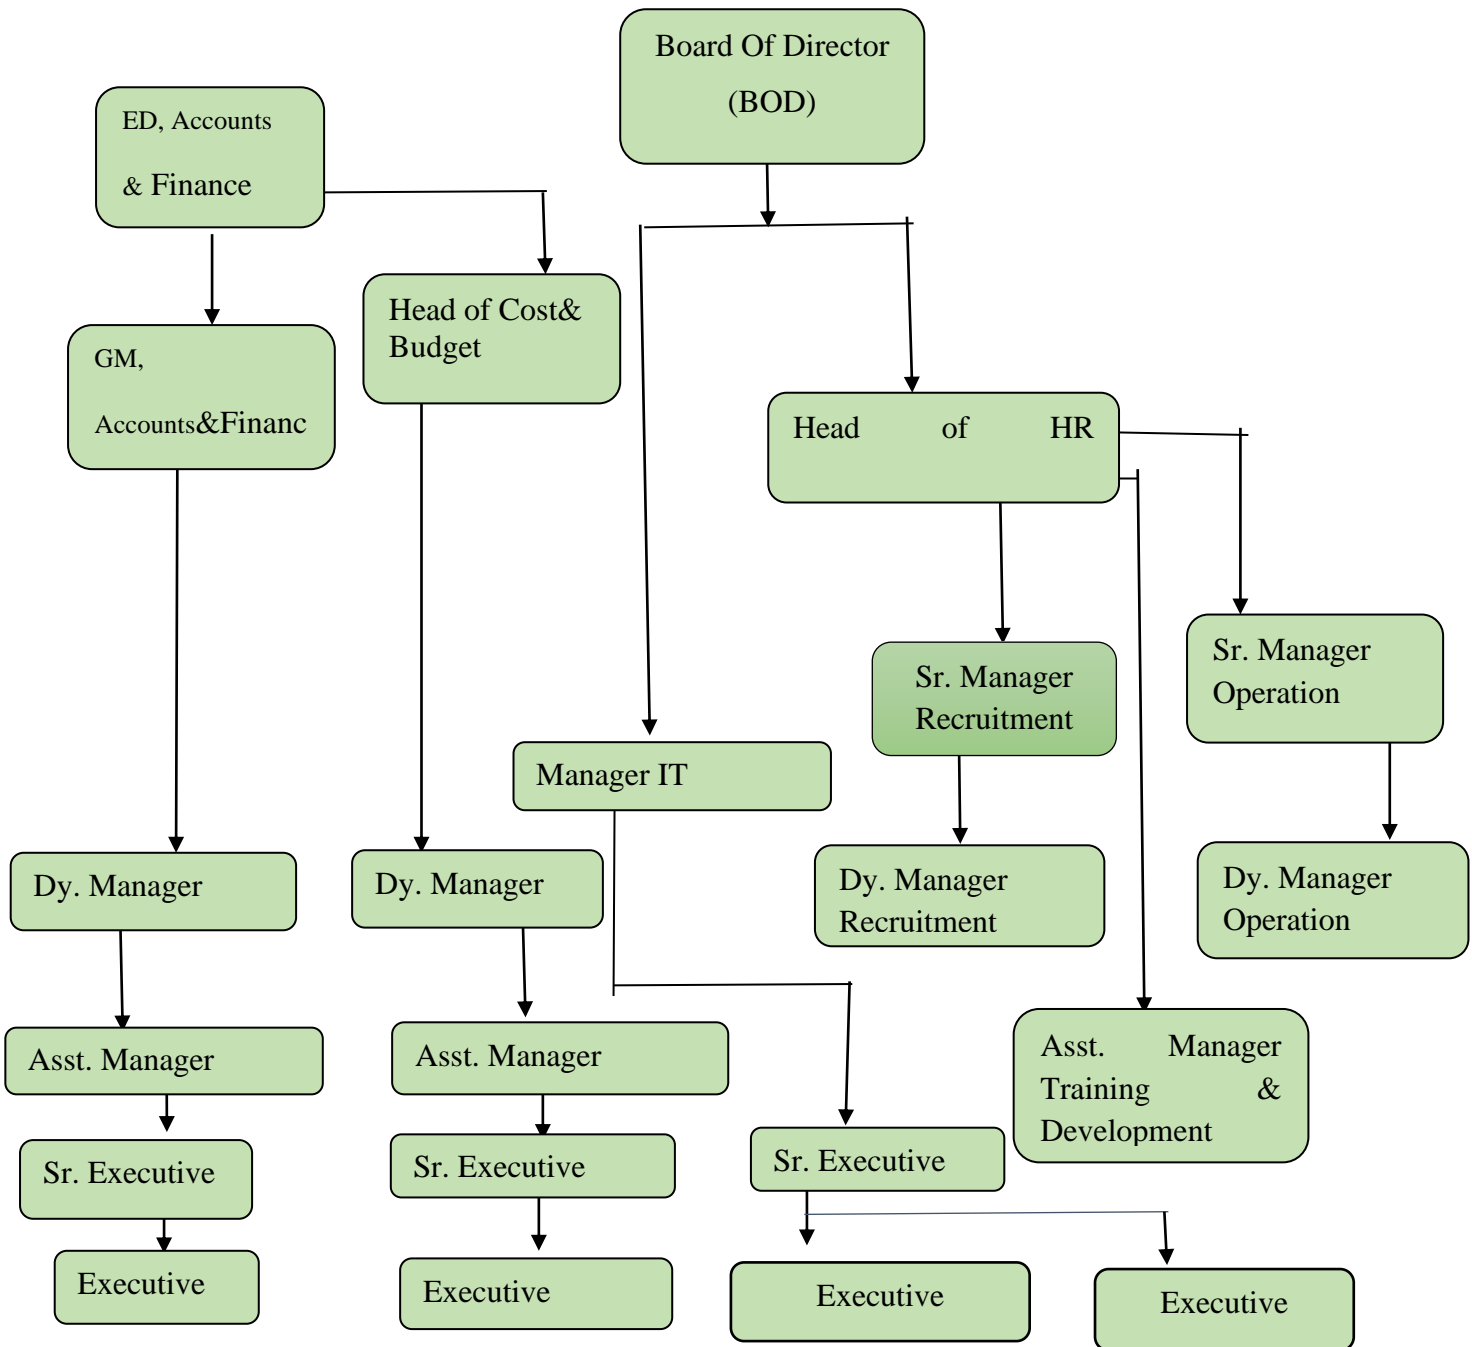 Board Of Director
(BOD)
ED, Accounts
& Finance
Head of Cost&
Budget
GM,
Accounts&Financ
Head of HR
Sr. Manager
Recruitment
Sr. Manager
Operation
Manager IT
Dy. Manager
Dy. Manager
Dy. Manager
Recruitment
Dy. Manager
Operation
Asst. Manager
Asst. Manager
Asst. Manager
Training &
Development
Sr. Executive
Sr. Executive
Sr. Executive
Executive
Executive
Executive
Executive